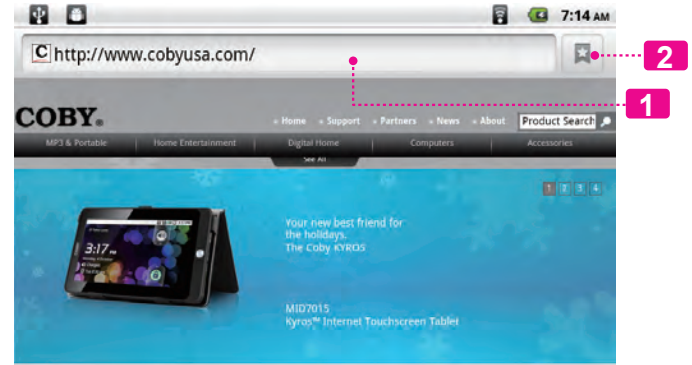 7:14 AM
C http://www.cobyusa.com/
2
1
COBY®
Home Support Partners News About Product Search
MP3 & Portable Home Entertainment Digital Home Computers Accessories
See All
1 2 3 4
Your new best friend for
the holidays.
The Coby KYROS
3:17 PM
MID7015
Kyros™ Internet Touchscreen Tablet